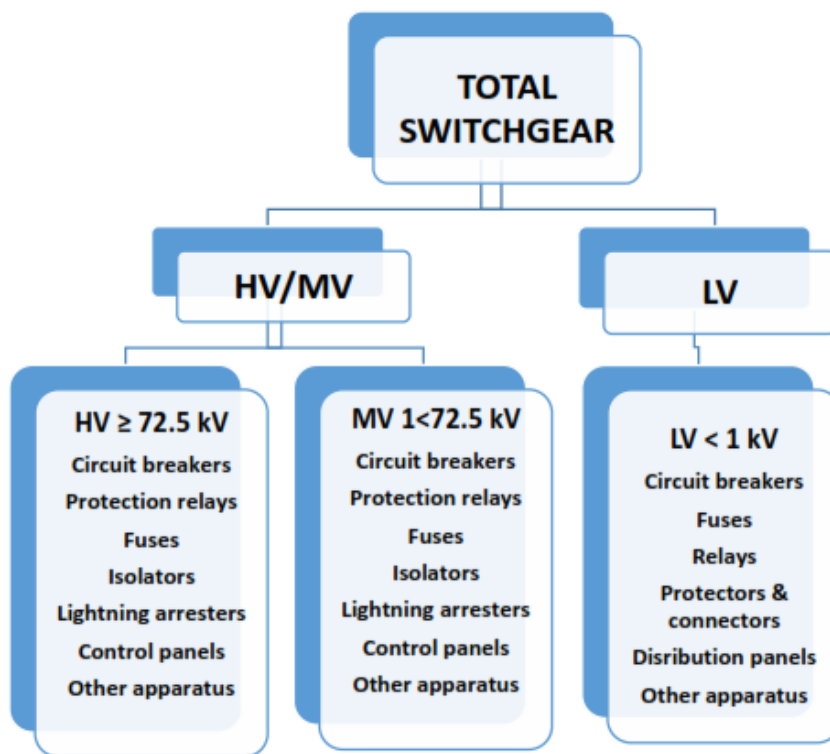 TOTAL
SWITCHGEAR
HV/MV
LV
HV ≥ 72.5 kV
Circuit breakers
Protection relays
Fuses
Isolators
Lightning arresters
Control panels
Other apparatus
MV 1<72.5 kV
Circuit breakers
Protection relays
Fuses
Isolators
Lightning arresters
Control panels
Other apparatus
LV < 1 kV
Circuit breakers
Fuses
Relays
Protectors &
connectors
Disribution panels
Other apparatus